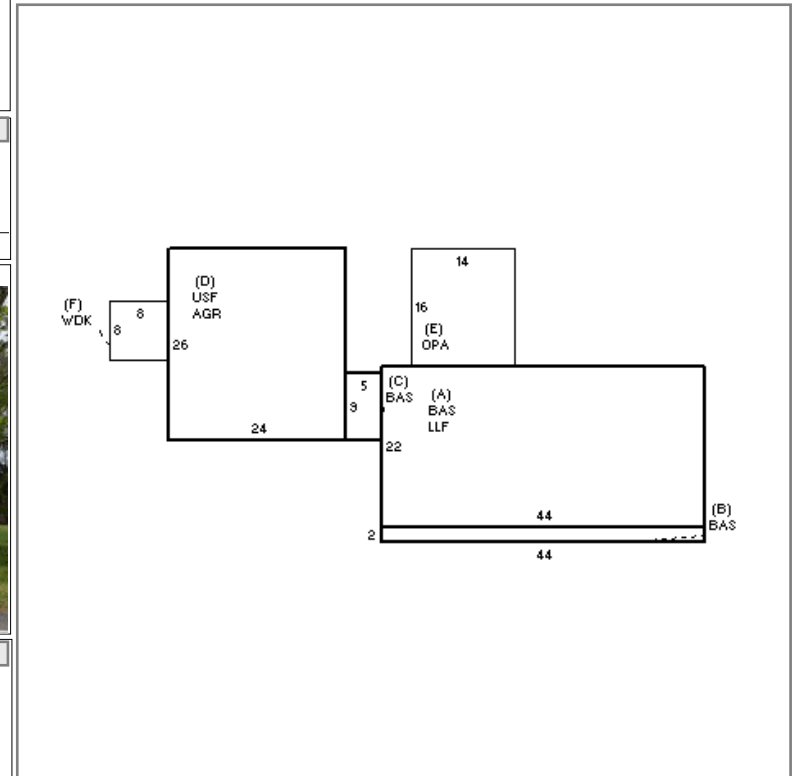 14
(D)
USF
AGR
(F)
WDK
8
8
16
(E)
OPA
26
5
(C)
BAS
(A)
BAS
LLF
9
24
22
44
(B)
BAS
2
44